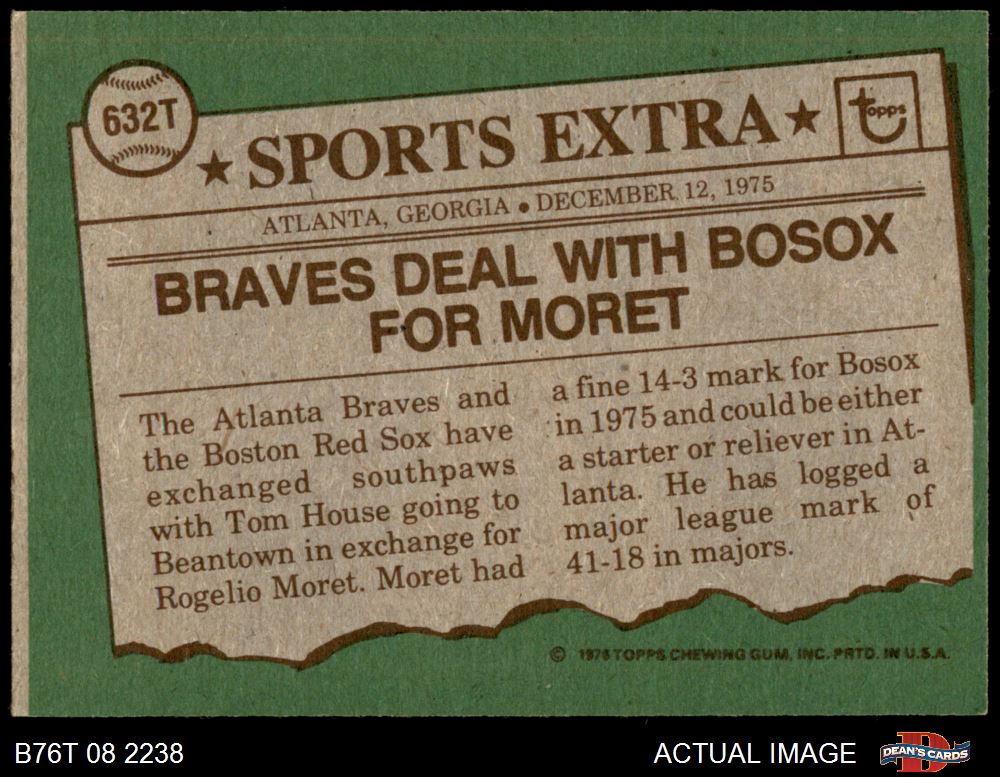 632T
★ SPORTS EXTRA ★
topps
ATLANTA, GEORGIA ● DECEMBER 12, 1975
BRAVES DEAL WITH BOSOX
FOR MORET
The Atlanta Braves and
the Boston Red Sox have
exchanged southpaws
with Tom House going to
Beantown in exchange for
Rogelio Moret. Moret had
a fine 14-3 mark for Bosox
in 1975 and could be either
a starter or reliever in At-
lanta. He has logged a
major league mark of
41-18 in majors.
© 1976 TOPPS CHEWING GUM, INC. PRTD. IN U.S.A.
B76T 08 2238
ACTUAL IMAGE
D
DEAN'S CARDS